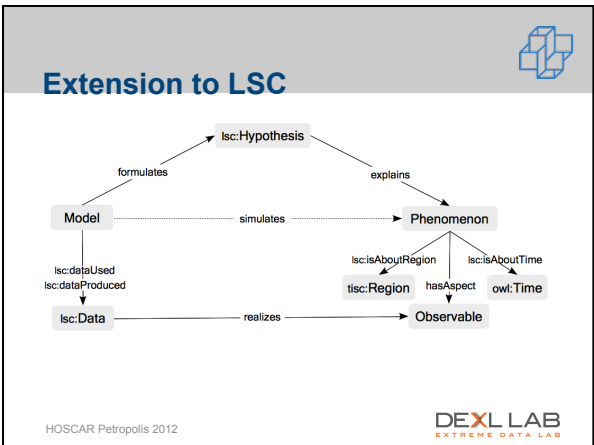 Extension to LSC
lsc:Hypothesis
formulates
explains
Model
simulates
Phenomenon
lsc:isAboutRegion
lsc:isAboutTime
lsc:dataUsed
lsc:dataProduced
tisc:Region
hasAspect
owl:Time
lsc:Data
realizes
Observable
HOSCAR Petropolis 2012
DEXL LAB
EXTREME DATA LAB